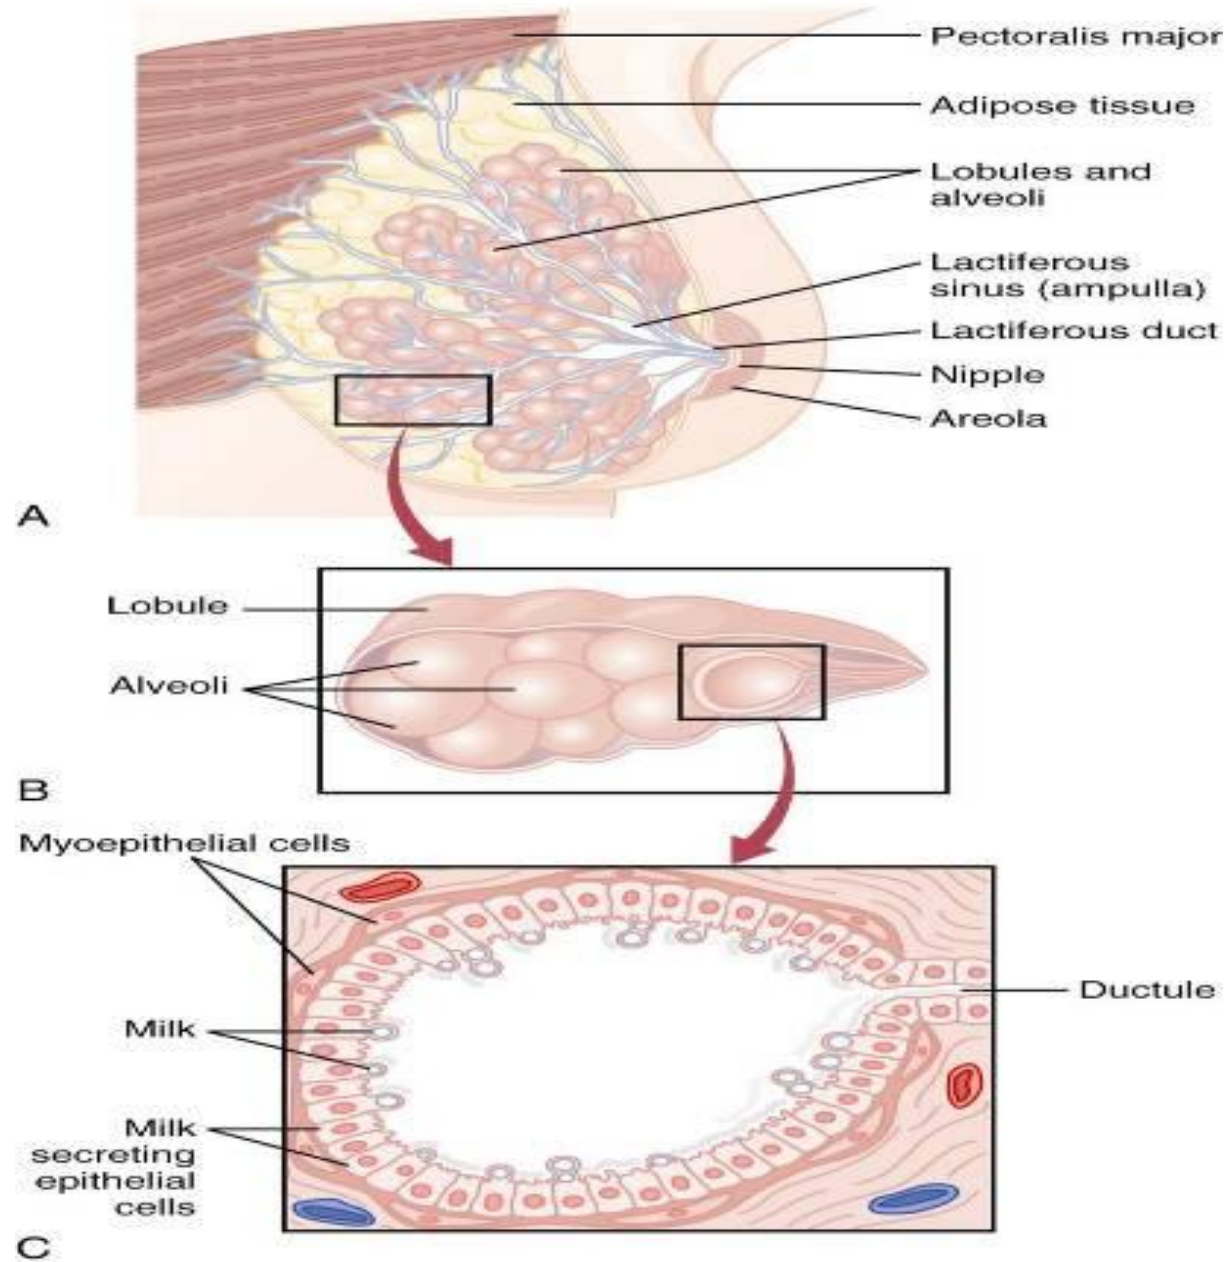 Pectoralis major
Adipose tissue
Lobules and
alveoli
Lactiferous
sinus (ampulla)
Lactiferous duct
Nipple
Areola
A
Lobule
Alveoli
B
Myoepithelial cells
Milk
Ductule
Milk
secreting
epithelial
cells
C